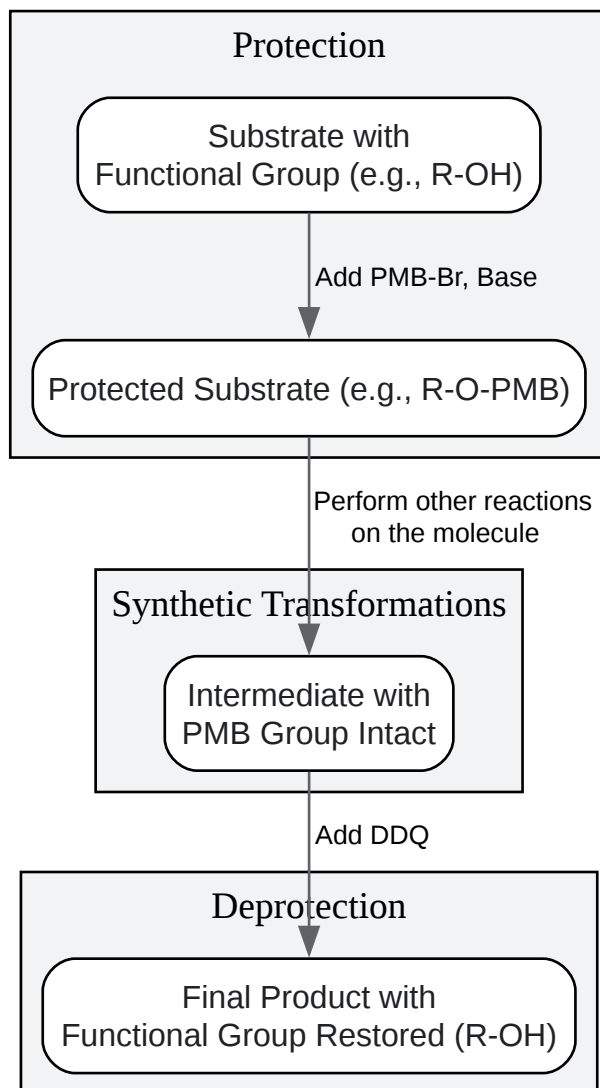 Protection
Substrate with
Functional Group (e.g., R-OH)
Add PMB-Br, Base
Protected Substrate (e.g., R-O-PMB)
Perform other reactions
on the molecule
Synthetic Transformations
Intermediate with
PMB Group Intact
Add DDQ
Deprotection
Final Product with
Functional Group Restored (R-OH)